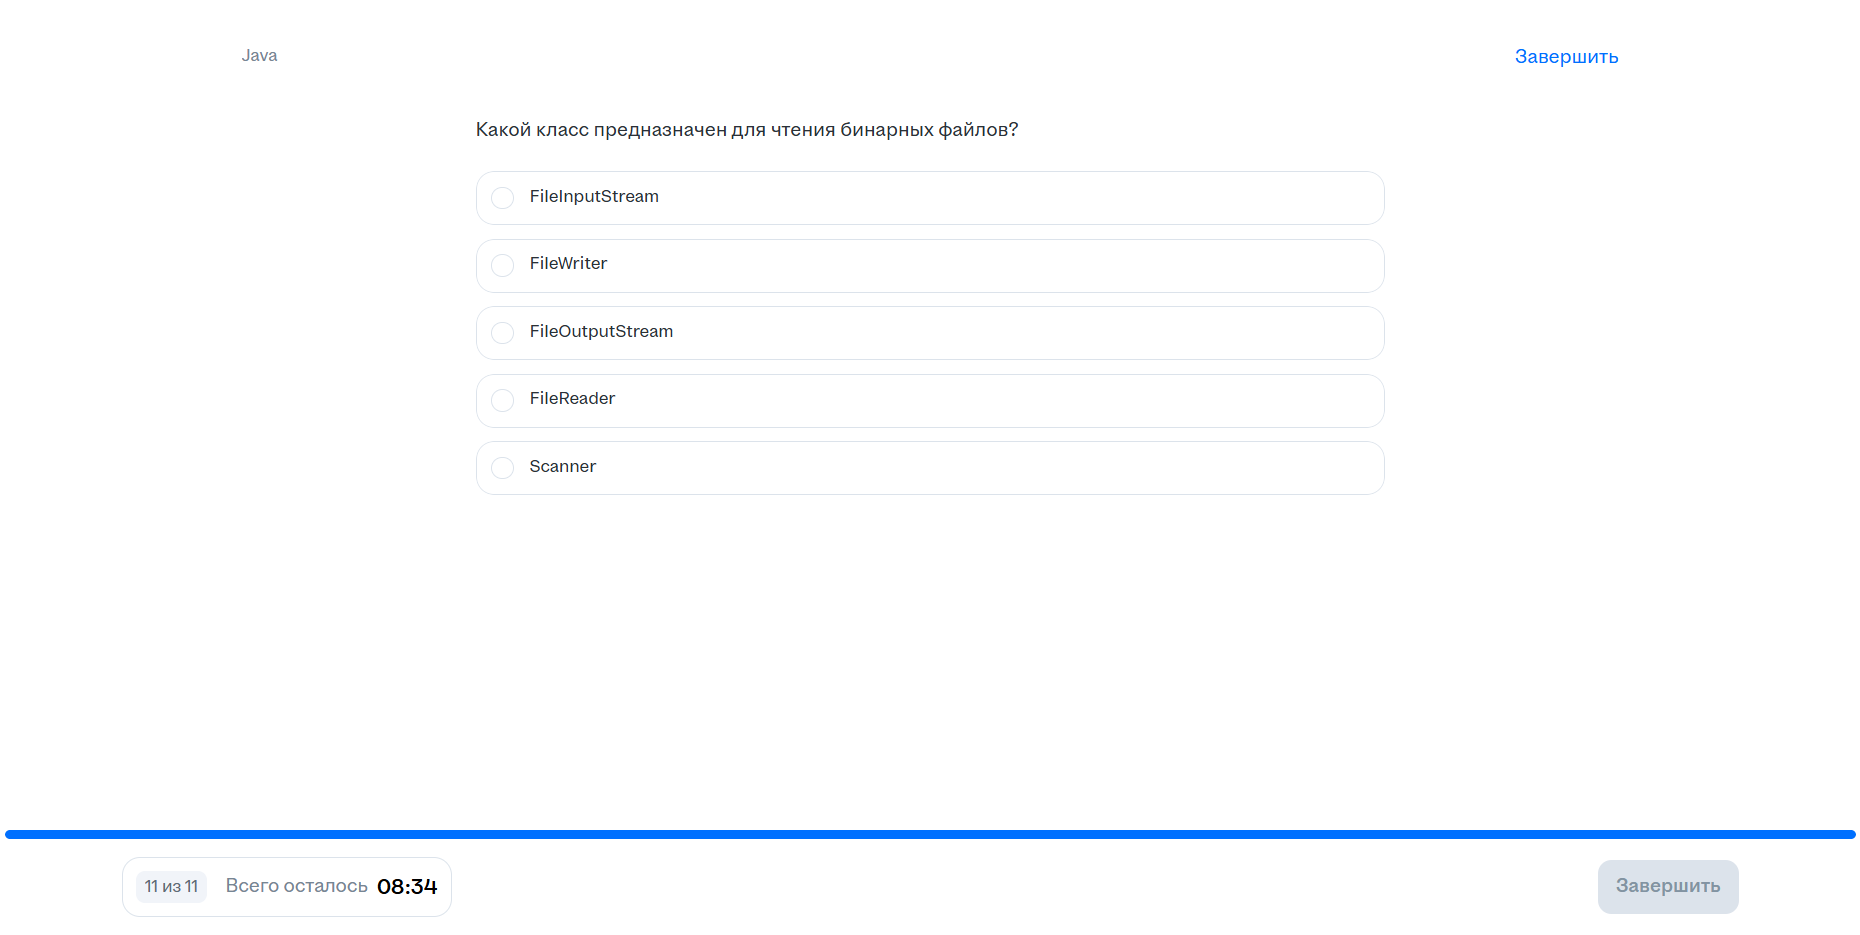 Java
Завершить
Какой класс предназначен для чтения бинарных файлов?
FileInputStream
FileWriter
FileOutputStream
FileReader
Scanner
11 из 11 Всего осталось 08:34
Завершить